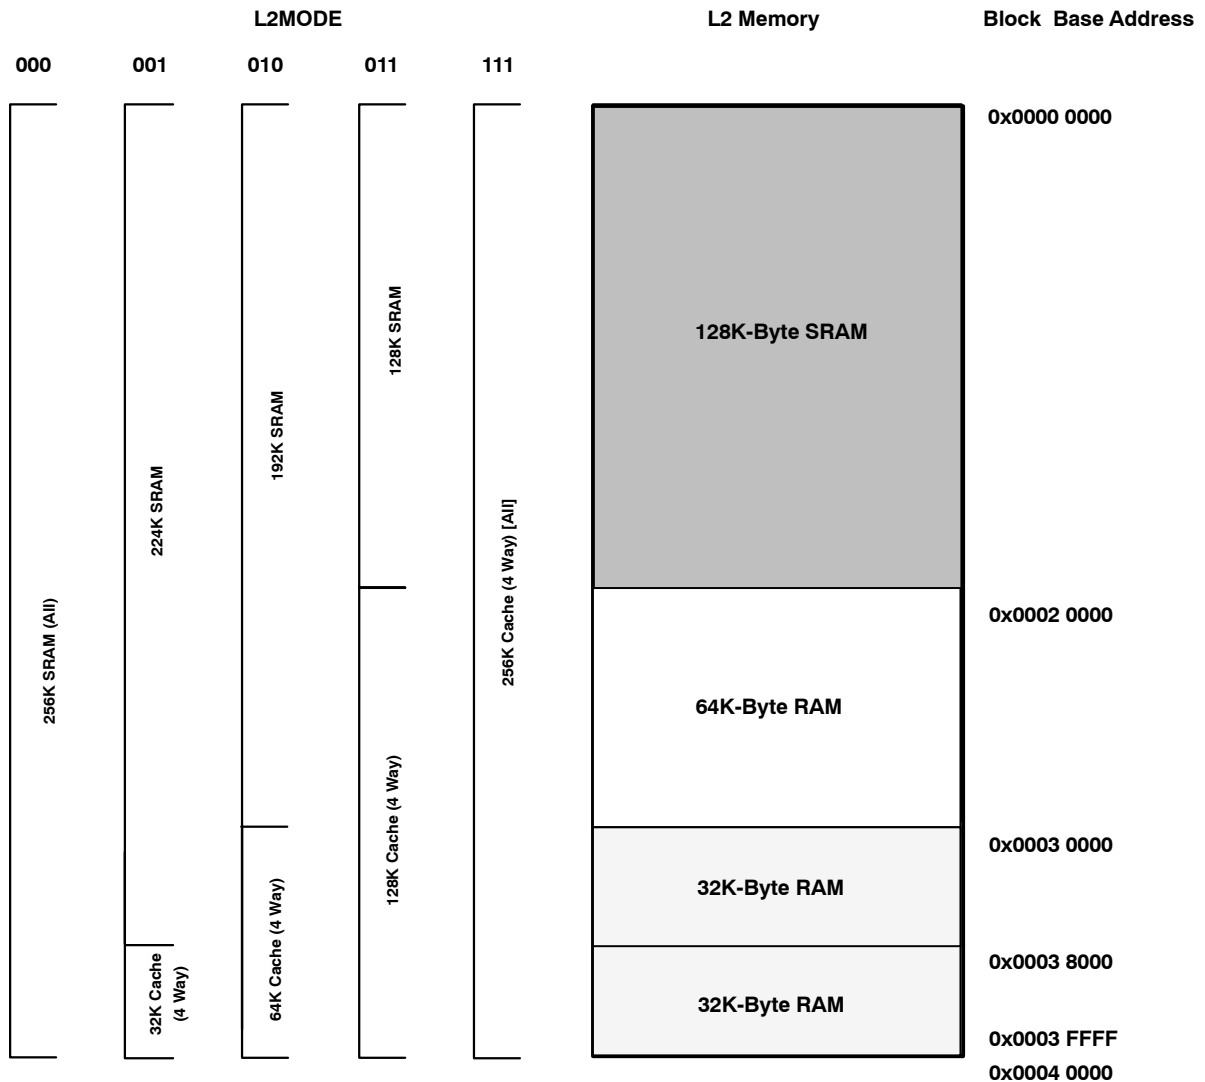 L2MODE
L2 Memory
Block Base Address
000
001
010
011
111
0x0000 0000
128K SRAM
128K-Byte SRAM
192K SRAM
224K SRAM
256K Cache (4 Way) [All]
256K SRAM (All)
0x0002 0000
64K-Byte RAM
128K Cache (4 Way)
0x0003 0000
32K-Byte RAM
64K Cache (4 Way)
32K Cache
(4 Way)
0x0003 8000
32K-Byte RAM
0x0003 FFFF
0x0004 0000